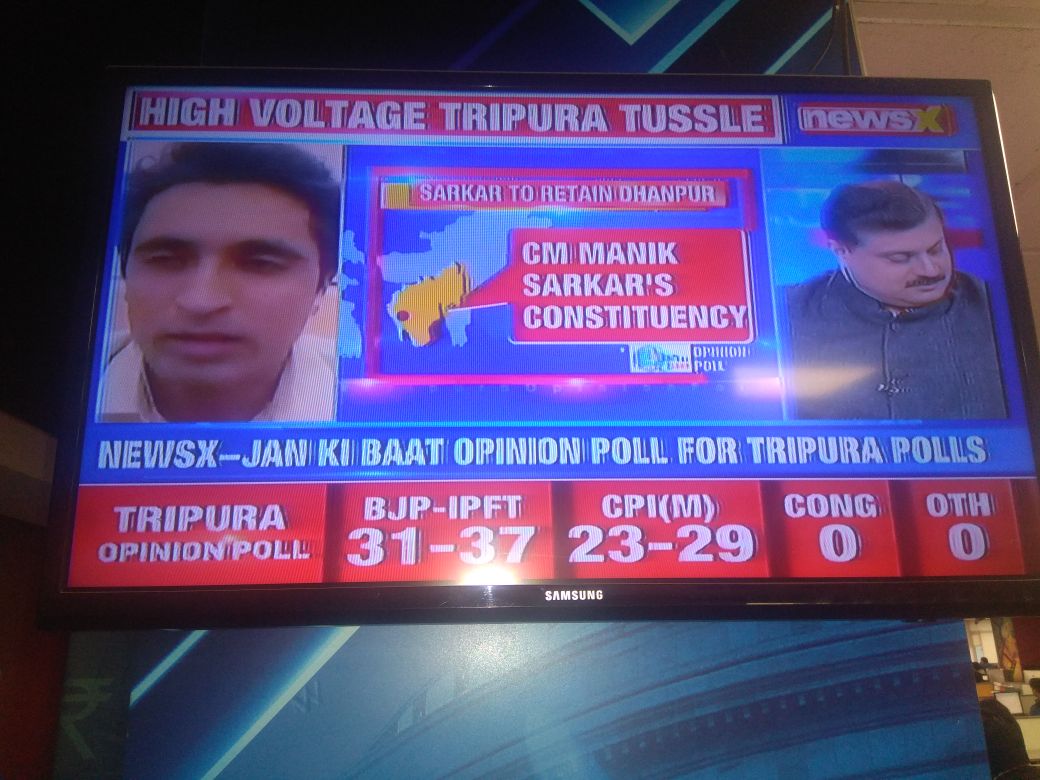 HIGH VOLTAGE TRIPURA TUSSLE
newsX
SARKAR TO RETAIN DHANPUR
CM MANIK
SARKAR'S
CONSTITUENCY
OPINION
POLL
NEWSX–JAN KI BAAT OPINION POLL FOR TRIPURA POLLS
TRIPURA
OPINION POLL
BJP-IPFT
31-37
CPI(M)
23-29
CONG
0
OTH
0
SAMSUNG
₹